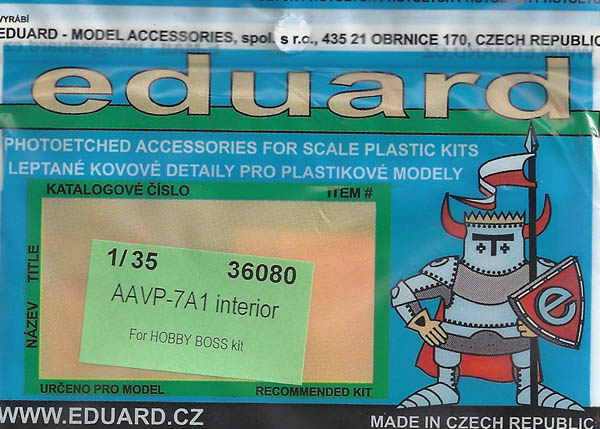 VYRÁBÍ
EDUARD - MODEL ACCESSORIES, spol. s r.o., 435 21 OBRNICE 170, CZECH REPUBLIC
eduard
PHOTOETCHED ACCESSORIES FOR SCALE PLASTIC KITS
LEPTANÉ KOVOVÉ DETAILY PRO PLASTIKOVÉ MODELY
KATALOGOVÉ ČÍSLO ITEM #
NÁZEV TITLE
1/35 36080
AAVP-7A1 interior
For HOBBY BOSS kit
e
URČENO PRO MODEL RECOMMENDED KIT
WWW.EDUARD.CZ MADE IN CZECH REPUBLIC